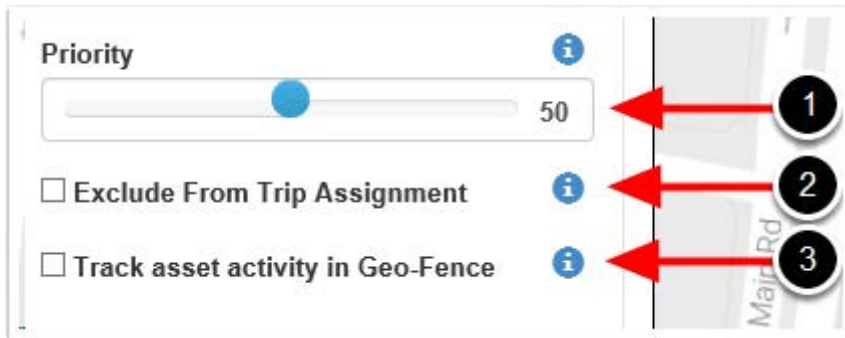 Priority
50
1
Exclude From Trip Assignment
2
Track asset activity in Geo-Fence
3
Main Rd